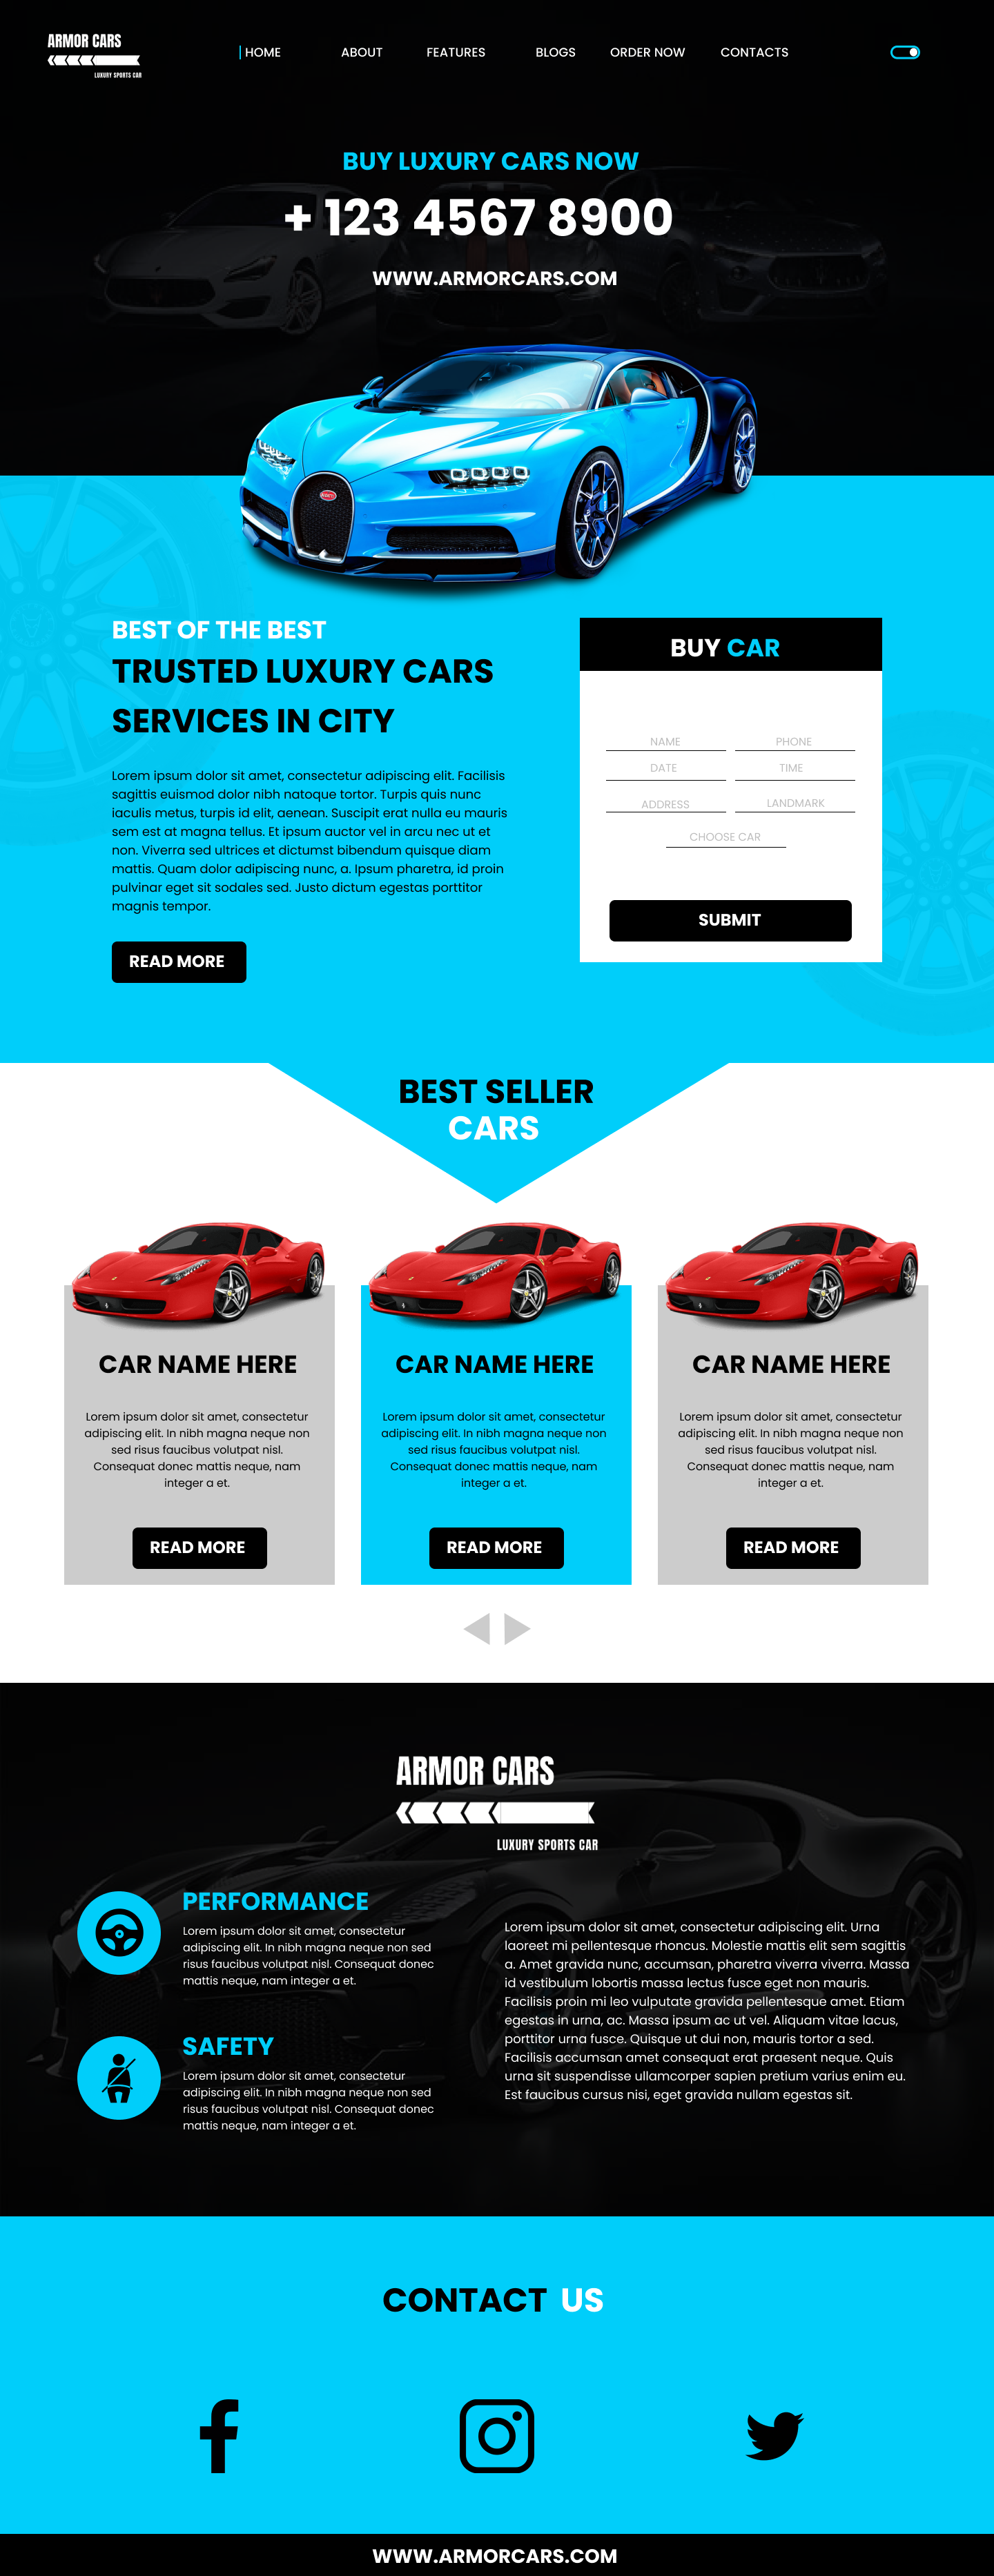 ARMOR CARS
LUXURY SPORTS CAR
HOME
ABOUT
FEATURES
BLOGS
ORDER NOW
CONTACTS
BUY LUXURY CARS NOW
+ 123 4567 8900
WWW.ARMORCARS.COM
BEST OF THE BEST
TRUSTED LUXURY CARS
SERVICES IN CITY
Lorem ipsum dolor sit amet, consectetur adipiscing elit. Facilisis
sagittis euismod dolor nibh natoque tortor. Turpis quis nunc
iaculis metus, turpis id elit, aenean. Suscipit erat nulla eu mauris
sem est at magna tellus. Et ipsum auctor vel in arcu nec ut et
non. Viverra sed ultrices et dictumst bibendum quisque diam
mattis. Quam dolor adipiscing nunc, a. Ipsum pharetra, id proin
pulvinar eget sit sodales sed. Justo dictum egestas porttitor
magnis tempor.
READ MORE
BUY CAR
NAME
PHONE
DATE
TIME
ADDRESS
LANDMARK
CHOOSE CAR
SUBMIT
BEST SELLER
CARS
CAR NAME HERE
Lorem ipsum dolor sit amet, consectetur
adipiscing elit. In nibh magna neque non
sed risus faucibus volutpat nisl.
Consequat donec mattis neque, nam
integer a et.
READ MORE
CAR NAME HERE
Lorem ipsum dolor sit amet, consectetur
adipiscing elit. In nibh magna neque non
sed risus faucibus volutpat nisl.
Consequat donec mattis neque, nam
integer a et.
READ MORE
CAR NAME HERE
Lorem ipsum dolor sit amet, consectetur
adipiscing elit. In nibh magna neque non
sed risus faucibus volutpat nisl.
Consequat donec mattis neque, nam
integer a et.
READ MORE
ARMOR CARS
LUXURY SPORTS CAR
PERFORMANCE
Lorem ipsum dolor sit amet, consectetur
adipiscing elit. In nibh magna neque non sed
risus faucibus volutpat nisl. Consequat donec
mattis neque, nam integer a et.
SAFETY
Lorem ipsum dolor sit amet, consectetur
adipiscing elit. In nibh magna neque non sed
risus faucibus volutpat nisl. Consequat donec
mattis neque, nam integer a et.
Lorem ipsum dolor sit amet, consectetur adipiscing elit. Urna
laoreet mi pellentesque rhoncus. Molestie mattis elit sem sagittis
a. Amet gravida nunc, accumsan, pharetra viverra viverra. Massa
id vestibulum lobortis massa lectus fusce eget non mauris.
Facilisis proin mi leo vulputate gravida pellentesque amet. Etiam
egestas in urna, ac. Massa ipsum ac ut vel. Aliquam vitae lacus,
porttitor urna fusce. Quisque ut dui non, mauris tortor a sed.
Facilisis accumsan amet consequat erat praesent neque. Quis
urna sit suspendisse ullamcorper sapien pretium varius enim eu.
Est faucibus cursus nisi, eget gravida nullam egestas sit.
CONTACT US
WWW.ARMORCARS.COM